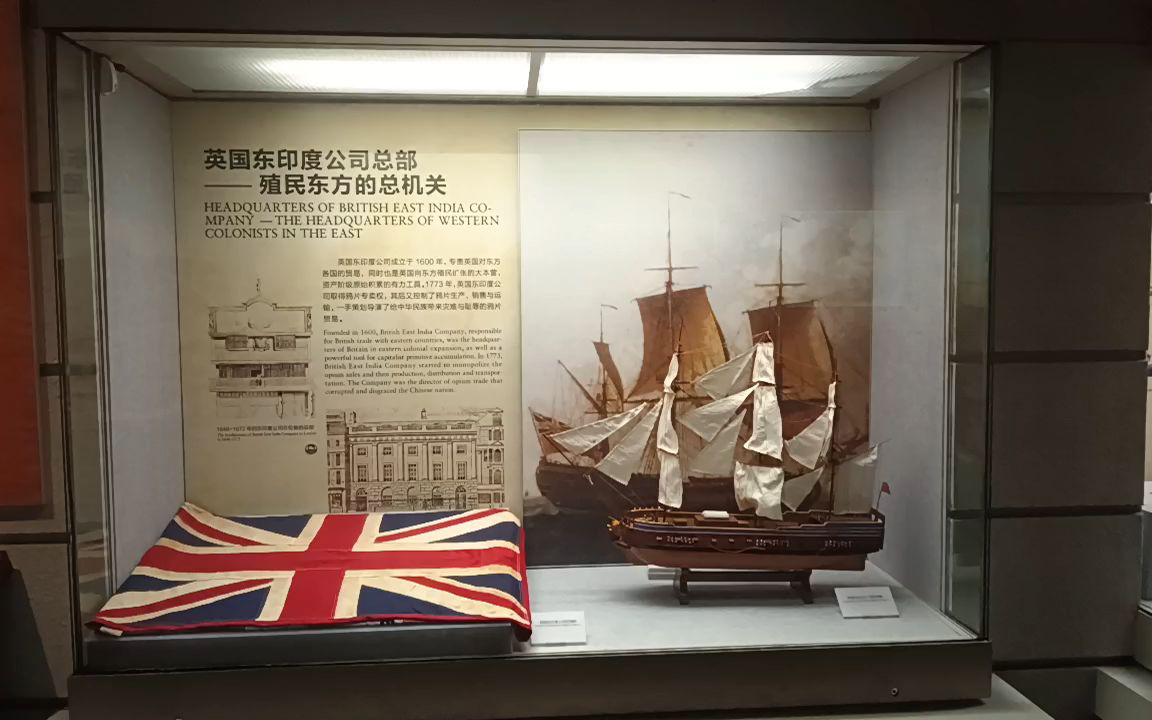 英国东印度公司总部
—— 殖民东方的总机关
HEADQUARTERS OF BRITISH EAST INDIA CO-
MPANY — THE HEADQUARTERS OF WESTERN
COLONISTS IN THE EAST
英国东印度公司成立于 1600 年，专责英国对东方
各国的贸易，同时也是英国向东方殖民扩张的大本营，
资产阶级原始积累的有力工具。1773 年，英国东印度公
司取得鸦片专卖权，其后又控制了鸦片生产、销售与运
输，一手策划导演了给中华民族带来灾难与耻辱的鸦片
贸易。
Founded in 1600, British East India Company, responsible
for British trade with eastern countries, was the headquar-
ters of Britain in eastern colonial expansion, as well as a
powerful tool for capitalist primitive accumulation. In 1773,
British East India Company started to monopolize the
opium sales and then production, distribution and transpor-
tation. The Company was the director of opium trade that
corrupted and disgraced the Chinese nation.